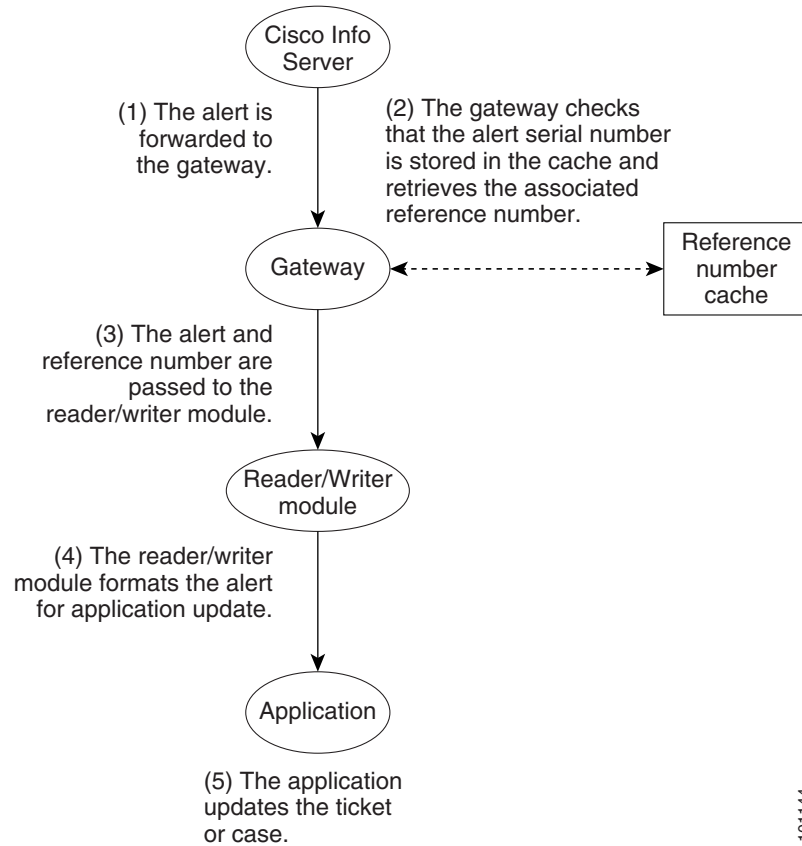 Cisco Info
Server
(1) The alert is
forwarded to
the gateway.
(2) The gateway checks
that the alert serial number
is stored in the cache and
retrieves the associated
reference number.
Gateway
Reference
number
cache
(3) The alert and
reference number are
passed to the
reader/writer module.
Reader/Writer
module
(4) The reader/writer
module formats the alert
for application update.
Application
(5) The application
updates the ticket
or case.